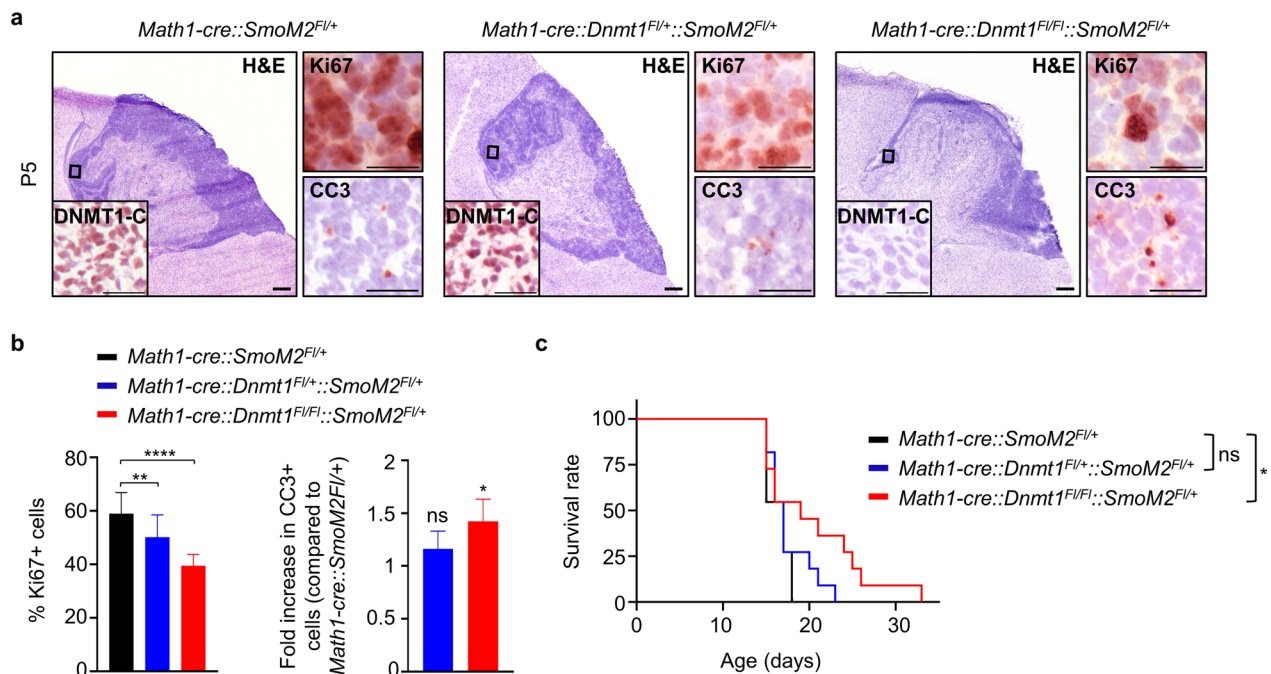 a
Math1-cre::SmoM2Fl/+
Math1-cre::Dnmt1Fl/+::SmoM2Fl/+
Math1-cre::Dnmt1Fl/Fl::SmoM2Fl/+
P5
H&E
Ki67
DNMT1-C
CC3
H&E
Ki67
DNMT1-C
CC3
H&E
Ki67
DNMT1-C
CC3
b
Math1-cre::SmoM2Fl/+
Math1-cre::Dnmt1Fl/+::SmoM2Fl/+
Math1-cre::Dnmt1Fl/Fl::SmoM2Fl/+
% Ki67+ cells
80
60
40
20
0
****
**
Fold increase in CC3+
cells (compared to
Math1-cre::SmoM2Fl/+)
2
1.5
1
0.5
0
ns
*
c
Survival rate
100
75
50
25
0
0 10 20 30
Age (days)
Math1-cre::SmoM2Fl/+
Math1-cre::Dnmt1Fl/+::SmoM2Fl/+
Math1-cre::Dnmt1Fl/Fl::SmoM2Fl/+
ns
*